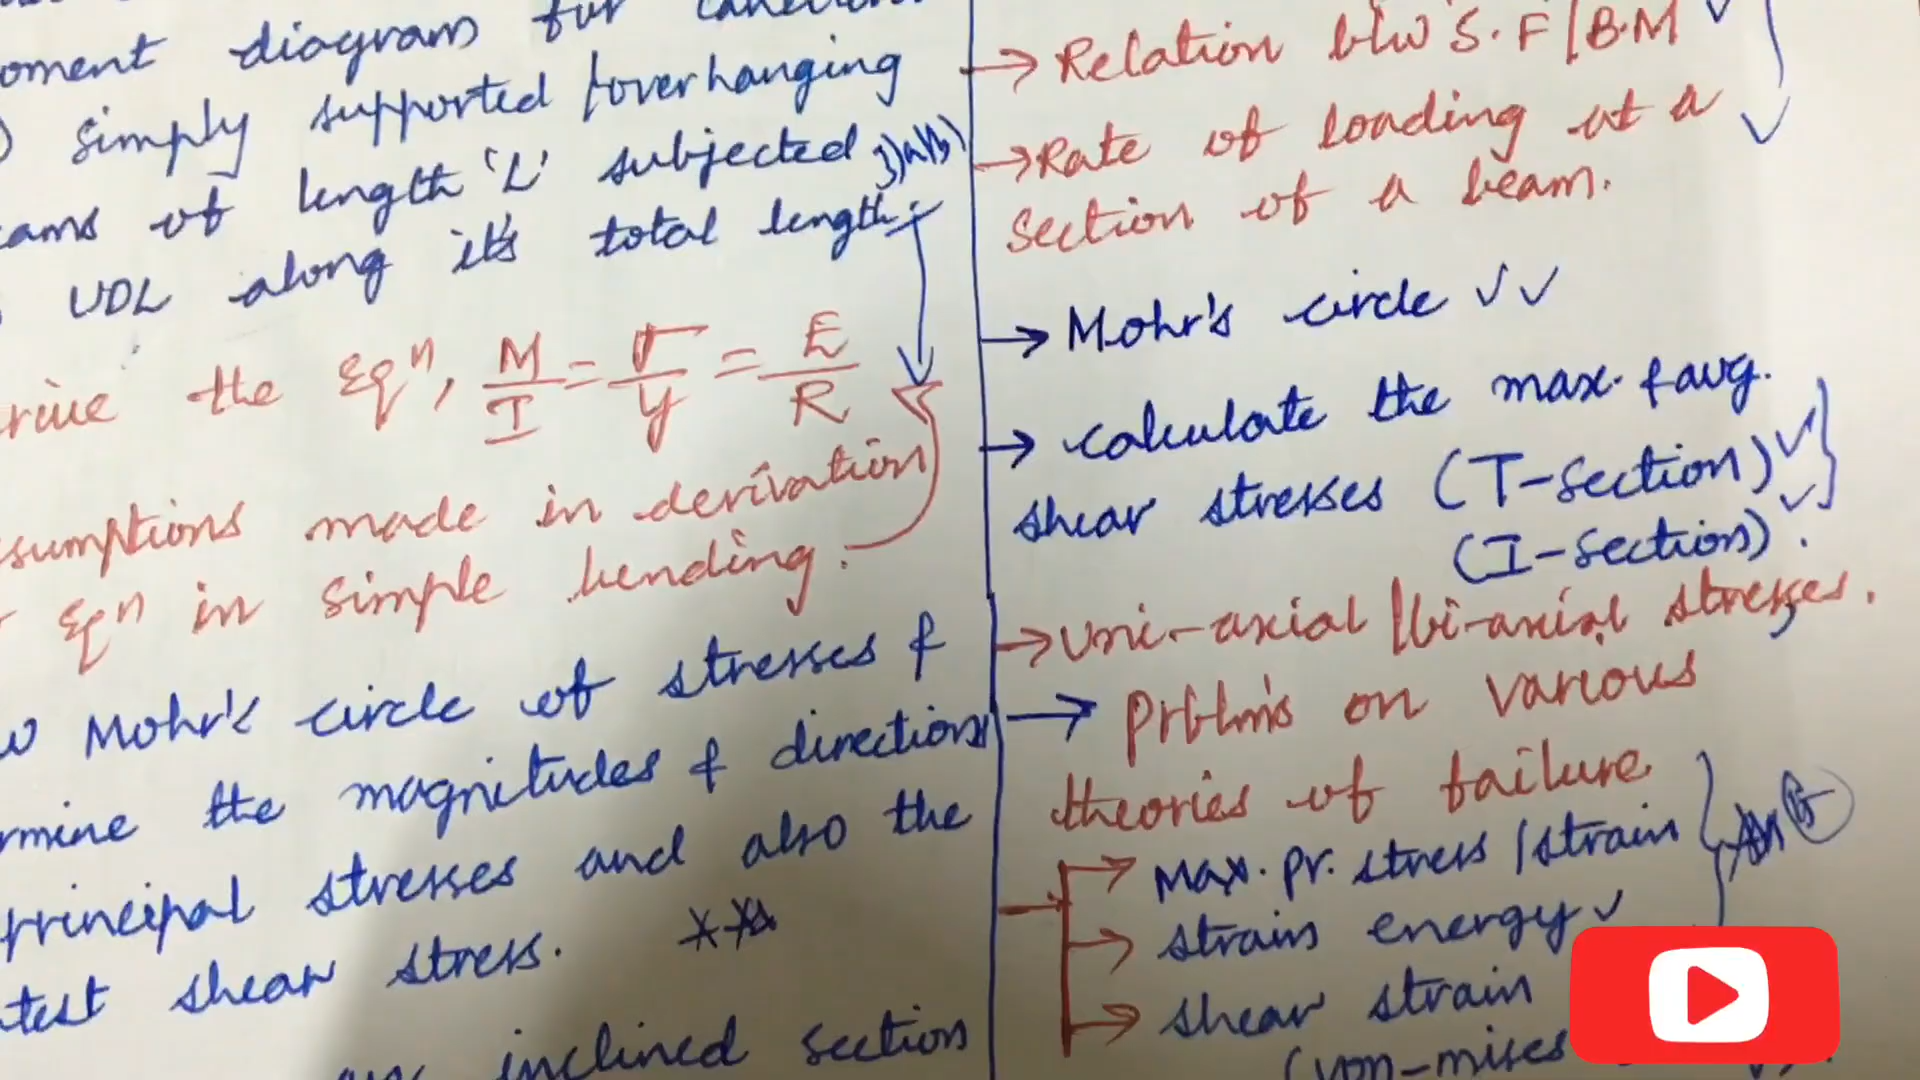 oment diagram for
simply supported / overhanging
eams of length 'L' subjected
UDL along it's total length.
rive the Eqⁿ, M/I = σ/y = E/R
sumptions made in derivation
Eqⁿ in simple bending.
w Mohr's circle of stresses &
rmine the magnitudes & directions
principal stresses and also the
test shear stress. **
inclined section
→ Relation b/w S.F / B.M ✓
→ Rate of loading at a
section of a beam.
→ Mohr's circle ✓✓
→ calculate the max. & avg.
shear stresses (T-section) ✓
(I-section) ✓.
→ uni-axial / bi-axial stresses.
→ Prblms on various
theories of failure
→ Max. pr. stress / strain
→ strain energy ✓
→ shear strain
(von-mises